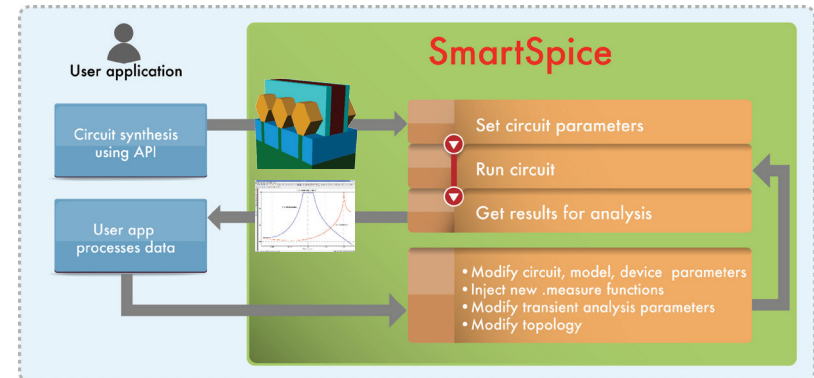 SmartSpice
User application
Circuit synthesis
using API
Set circuit parameters
Run circuit
Get results for analysis
User app
processes data
• Modify circuit, model, device parameters
• Inject new .measure functions
• Modify transient analysis parameters
• Modify topology